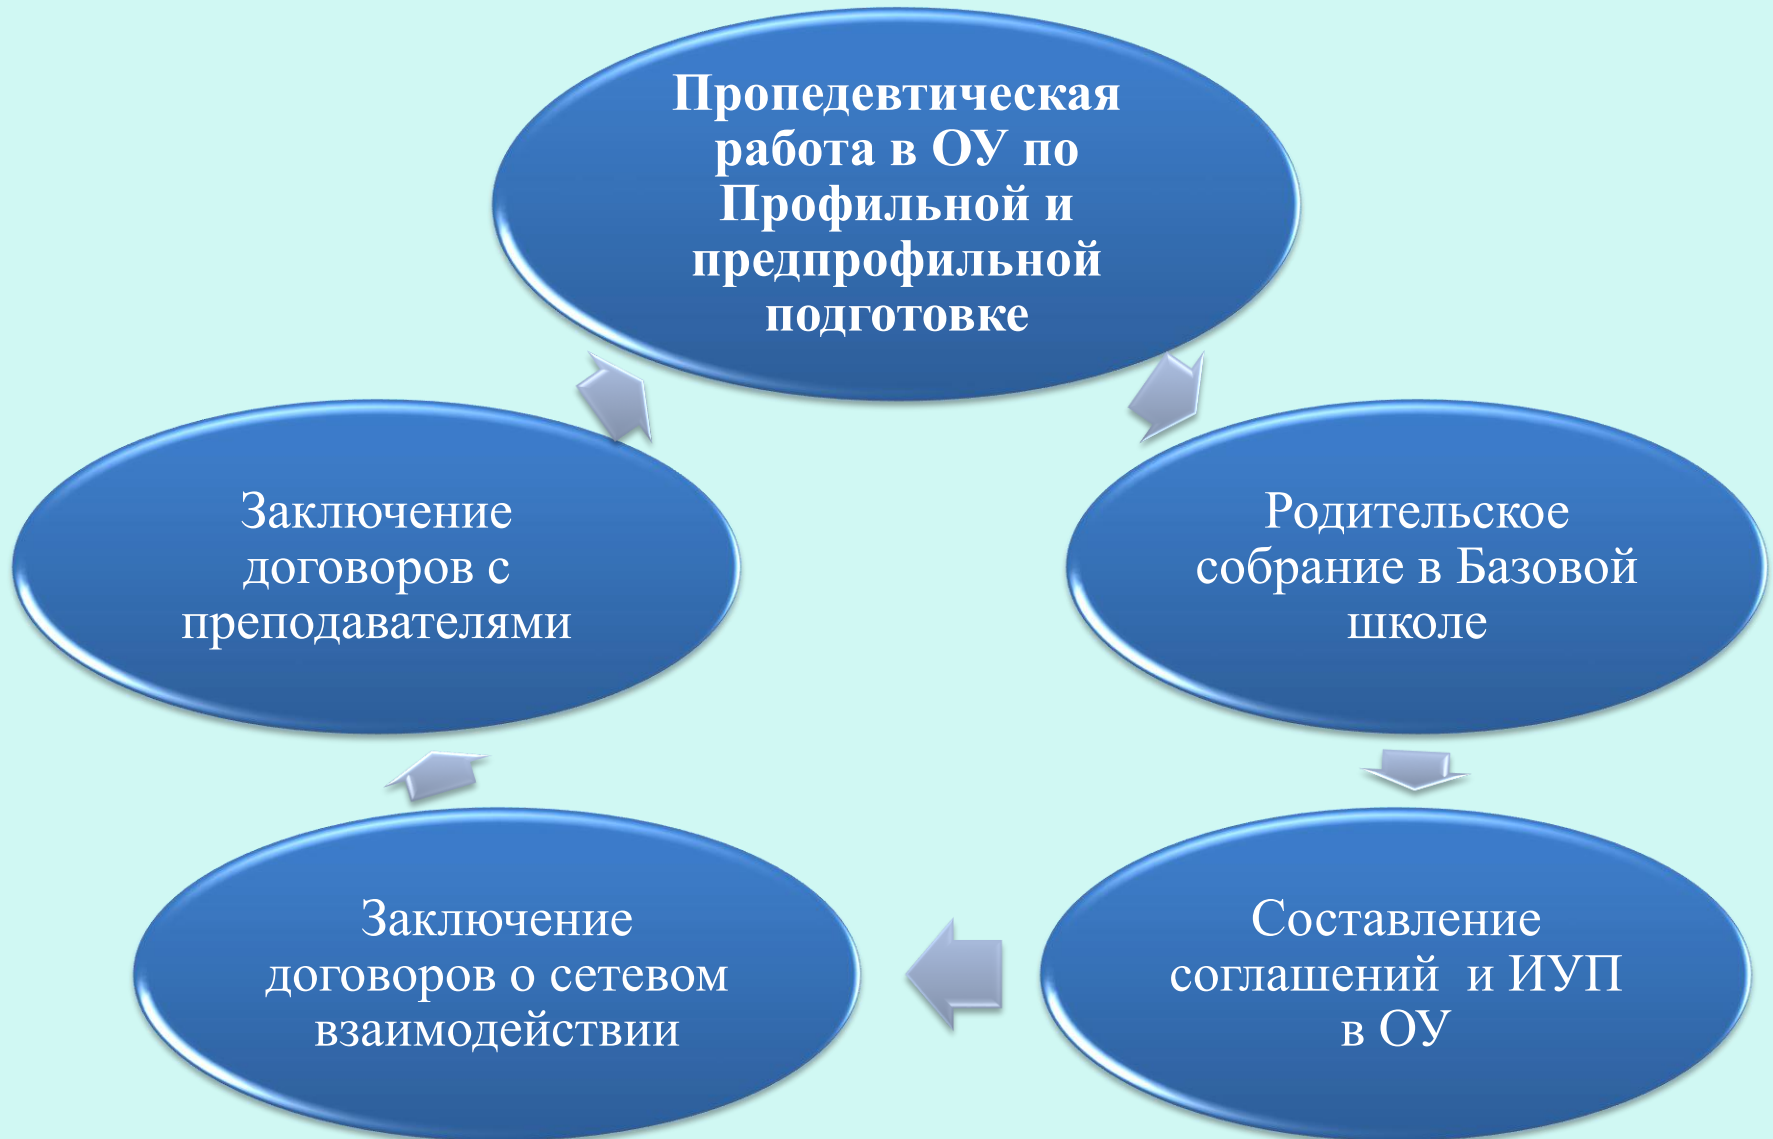 Пропедевтическая
работа в ОУ по
Профильной и
предпрофильной
подготовке
Родительское
собрание в Базовой
школе
Составление
соглашений  и ИУП
в ОУ
Заключение
договоров о сетевом
взаимодействии
Заключение
договоров с
преподавателями